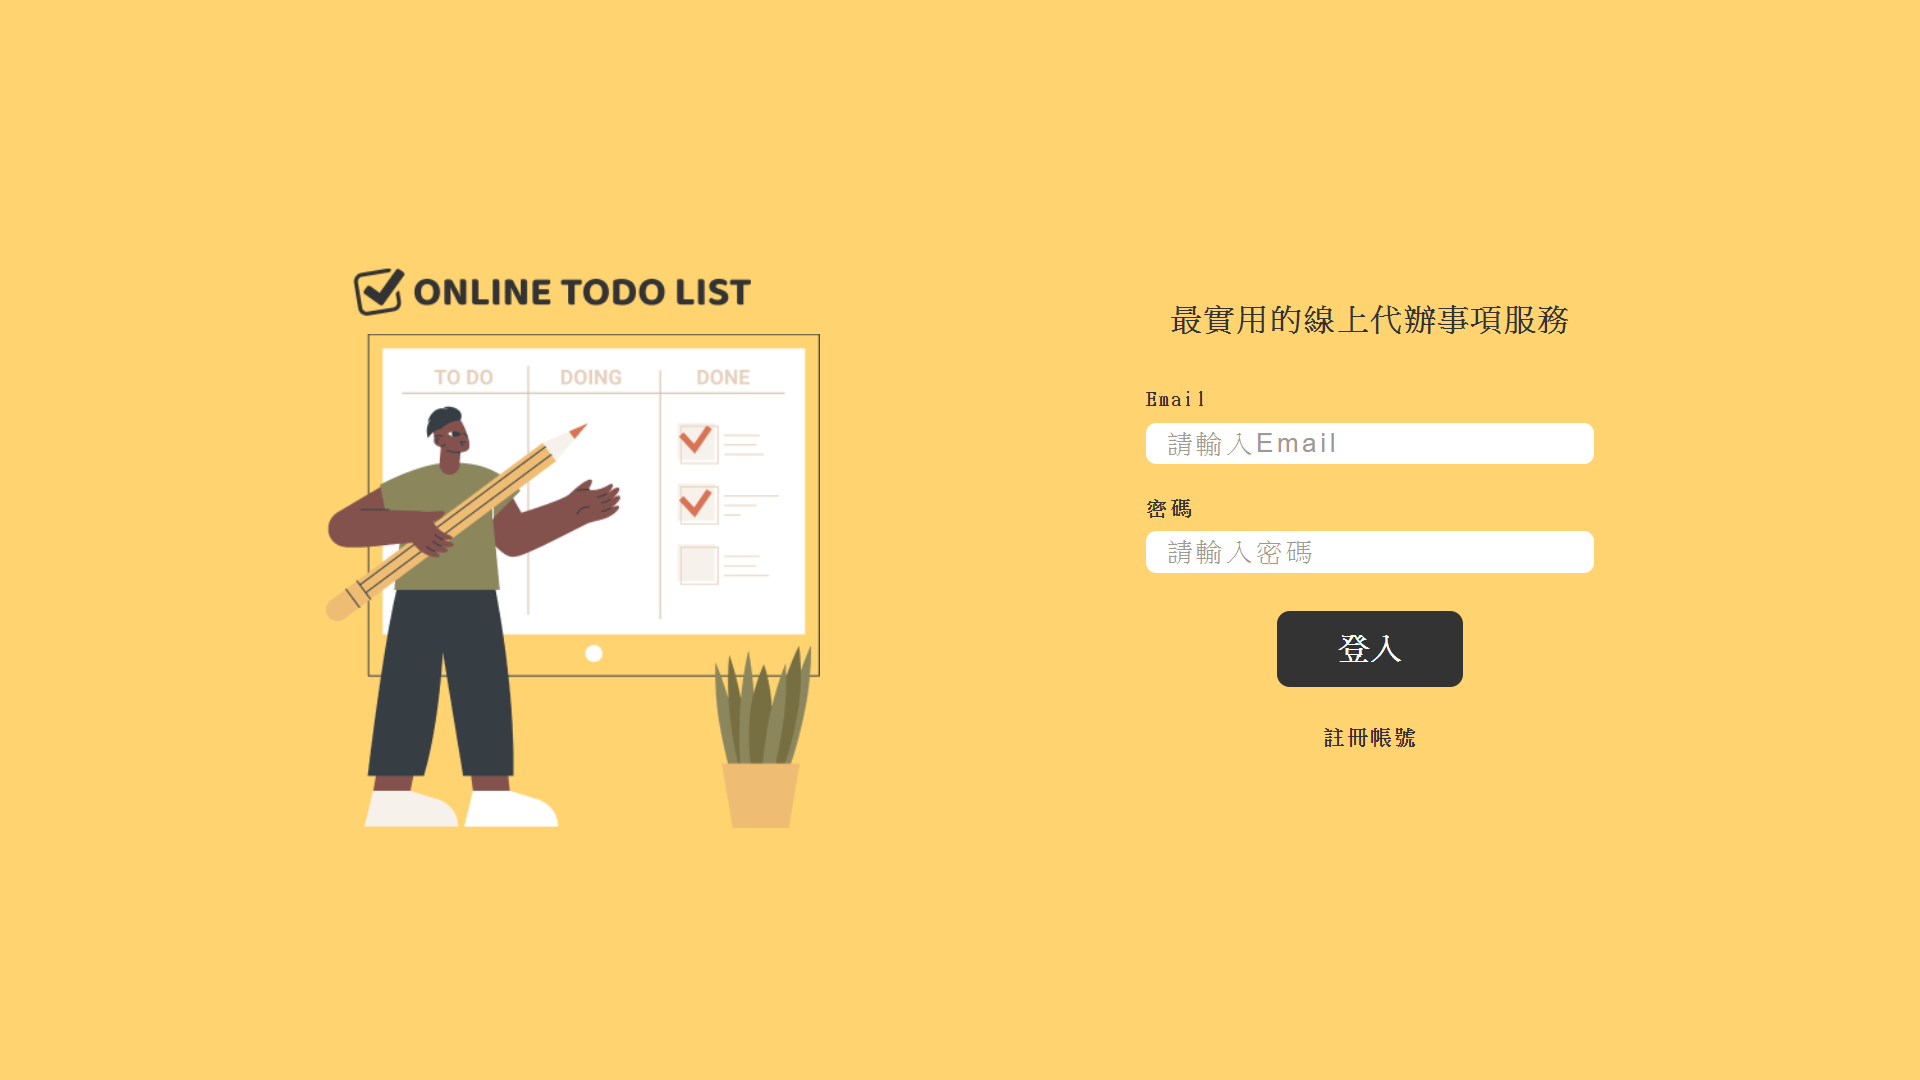 ONLINE TODO LIST
TO DO
DOING
DONE
最實用的線上代辦事項服務
Email
請輸入Email
密碼
請輸入密碼
登入
註冊帳號